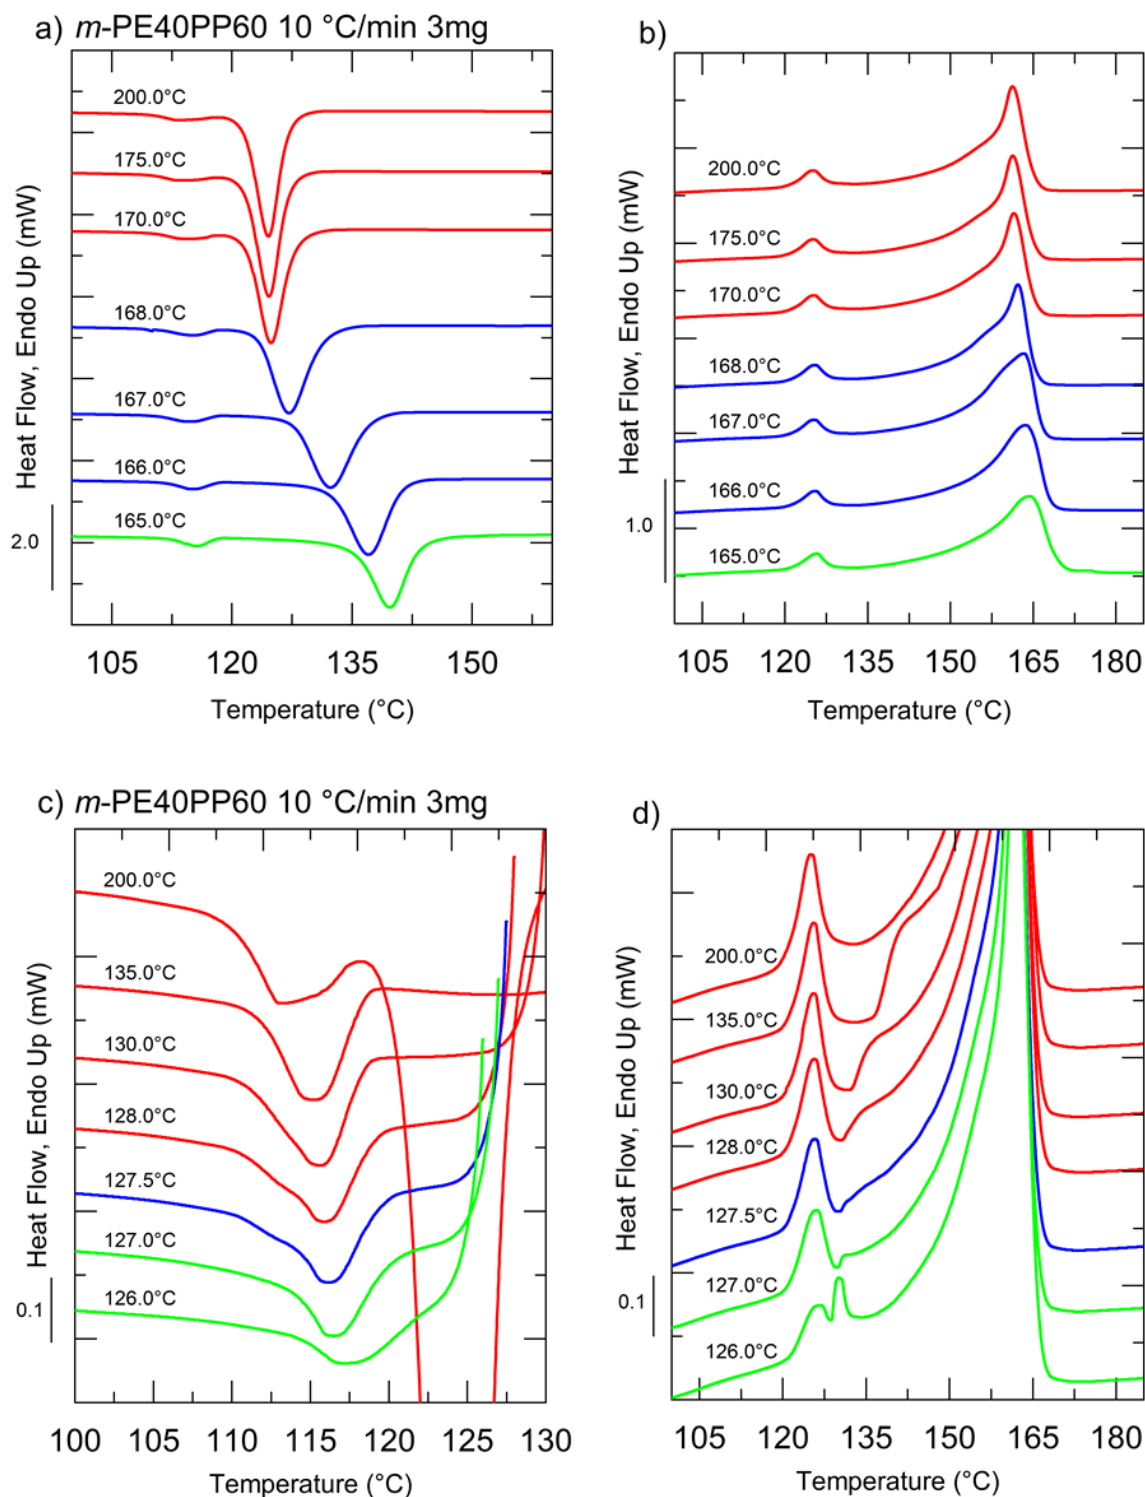 a) m-PE40PP60 10 °C/min 3mg
200.0°C
175.0°C
170.0°C
168.0°C
167.0°C
166.0°C
165.0°C
Heat Flow, Endo Up (mW)
2.0
105 120 135 150
Temperature (°C)
b)
200.0°C
175.0°C
170.0°C
168.0°C
167.0°C
166.0°C
165.0°C
Heat Flow, Endo Up (mW)
1.0
105 120 135 150 165 180
Temperature (°C)
c) m-PE40PP60 10 °C/min 3mg
200.0°C
135.0°C
130.0°C
128.0°C
127.5°C
127.0°C
126.0°C
Heat Flow, Endo Up (mW)
0.1
100 105 110 115 120 125 130
Temperature (°C)
d)
200.0°C
135.0°C
130.0°C
128.0°C
127.5°C
127.0°C
126.0°C
Heat Flow, Endo Up (mW)
0.1
105 120 135 150 165 180
Temperature (°C)